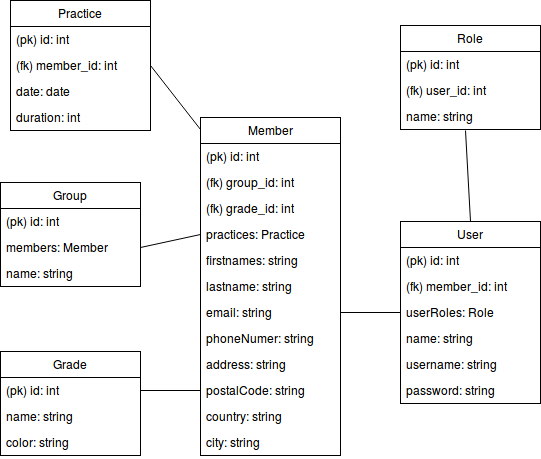 Practice
(pk) id: int
(fk) member_id: int
date: date
duration: int
Group
(pk) id: int
members: Member
name: string
Grade
(pk) id: int
name: string
color: string
Member
(pk) id: int
(fk) group_id: int
(fk) grade_id: int
practices: Practice
firstnames: string
lastname: string
email: string
phoneNumer: string
address: string
postalCode: string
country: string
city: string
Role
(pk) id: int
(fk) user_id: int
name: string
User
(pk) id: int
(fk) member_id: int
userRoles: Role
name: string
username: string
password: string